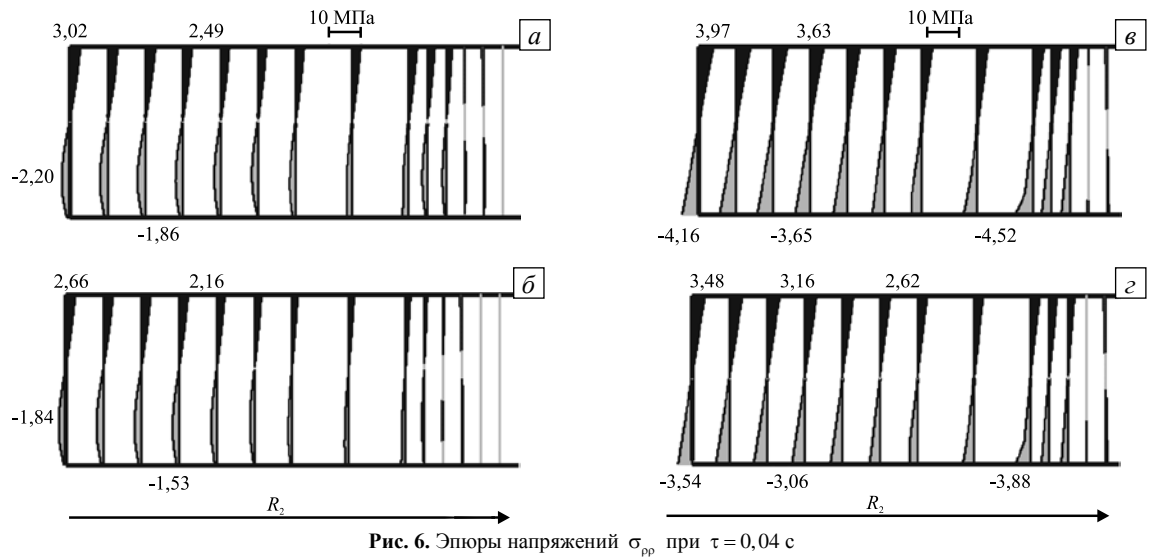 3,02 2,49 10 МПа а
-2,20
-1,86
3,97 3,63 10 МПа в
-4,16 -3,65 -4,52
2,66 2,16 б
-1,84
-1,53
R₂
3,48 3,16 2,62 г
-3,54 -3,06 -3,88
R₂
Рис. 6. Эпюры напряжений σρρ при τ = 0,04 с